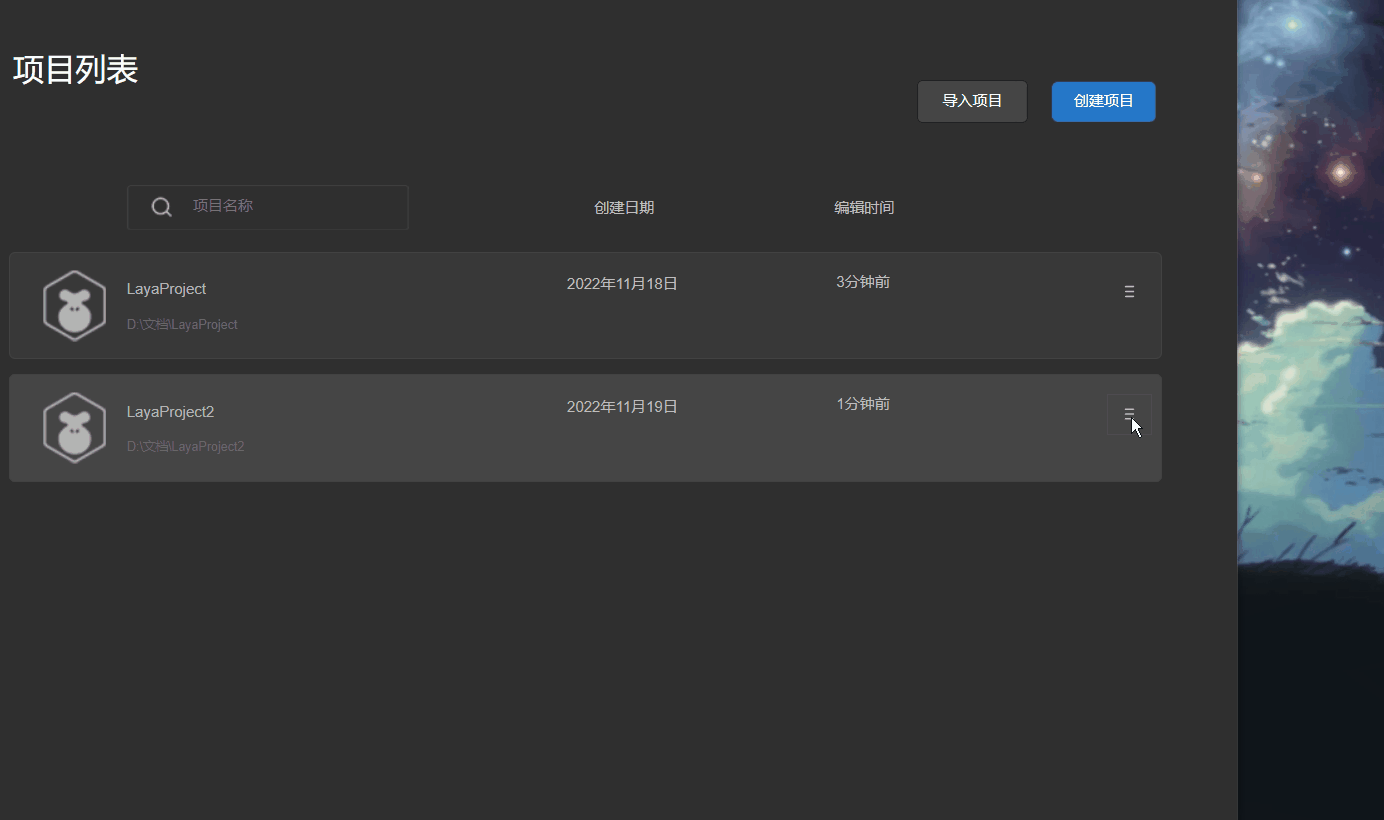 项目列表
导入项目
创建项目
项目名称
创建日期
编辑时间
LayaProject
2022年11月18日
3分钟前
D:\文档\LayaProject
LayaProject2
2022年11月19日
1分钟前
D:\文档\LayaProject2